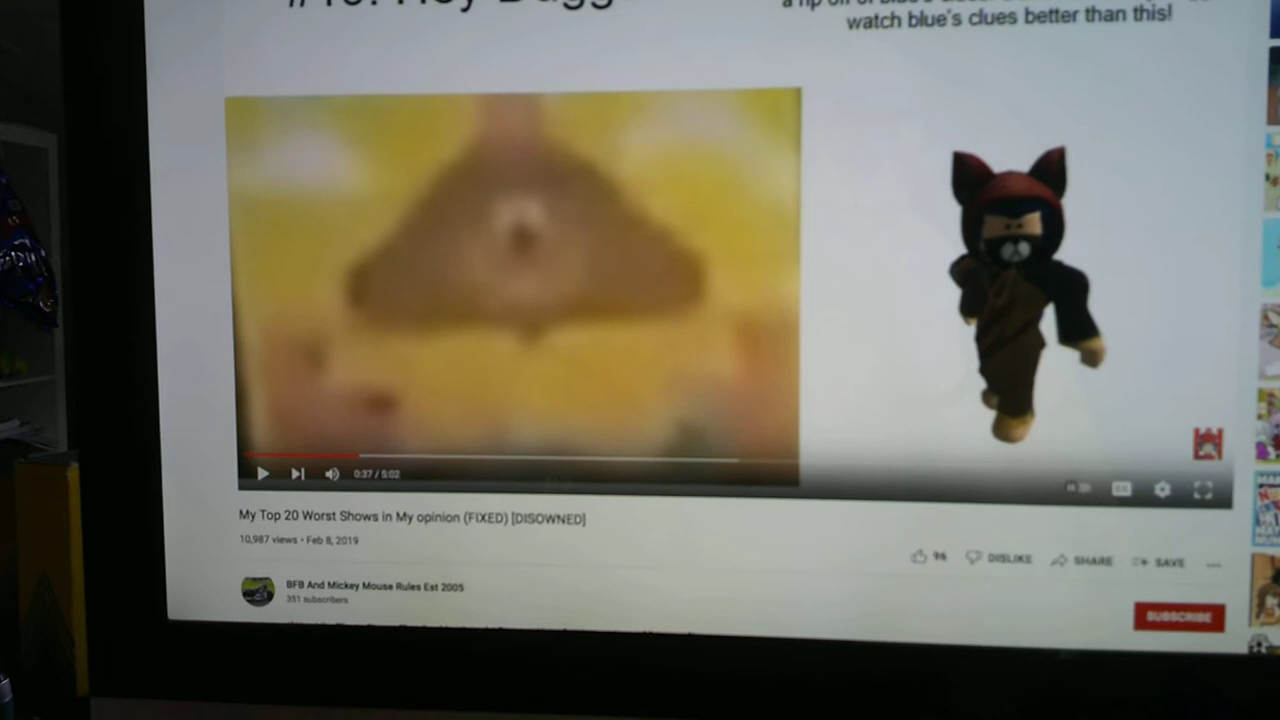 watch blue's clues better than this!
0:37 / 5:02
CC
My Top 20 Worst Shows in My opinion (FIXED) [DISOWNED]
10,987 views • Feb 8, 2019
96 DISLIKE SHARE SAVE ...
BFB And Mickey Mouse Rules Est 2005
351 subscribers
SUBSCRIBE